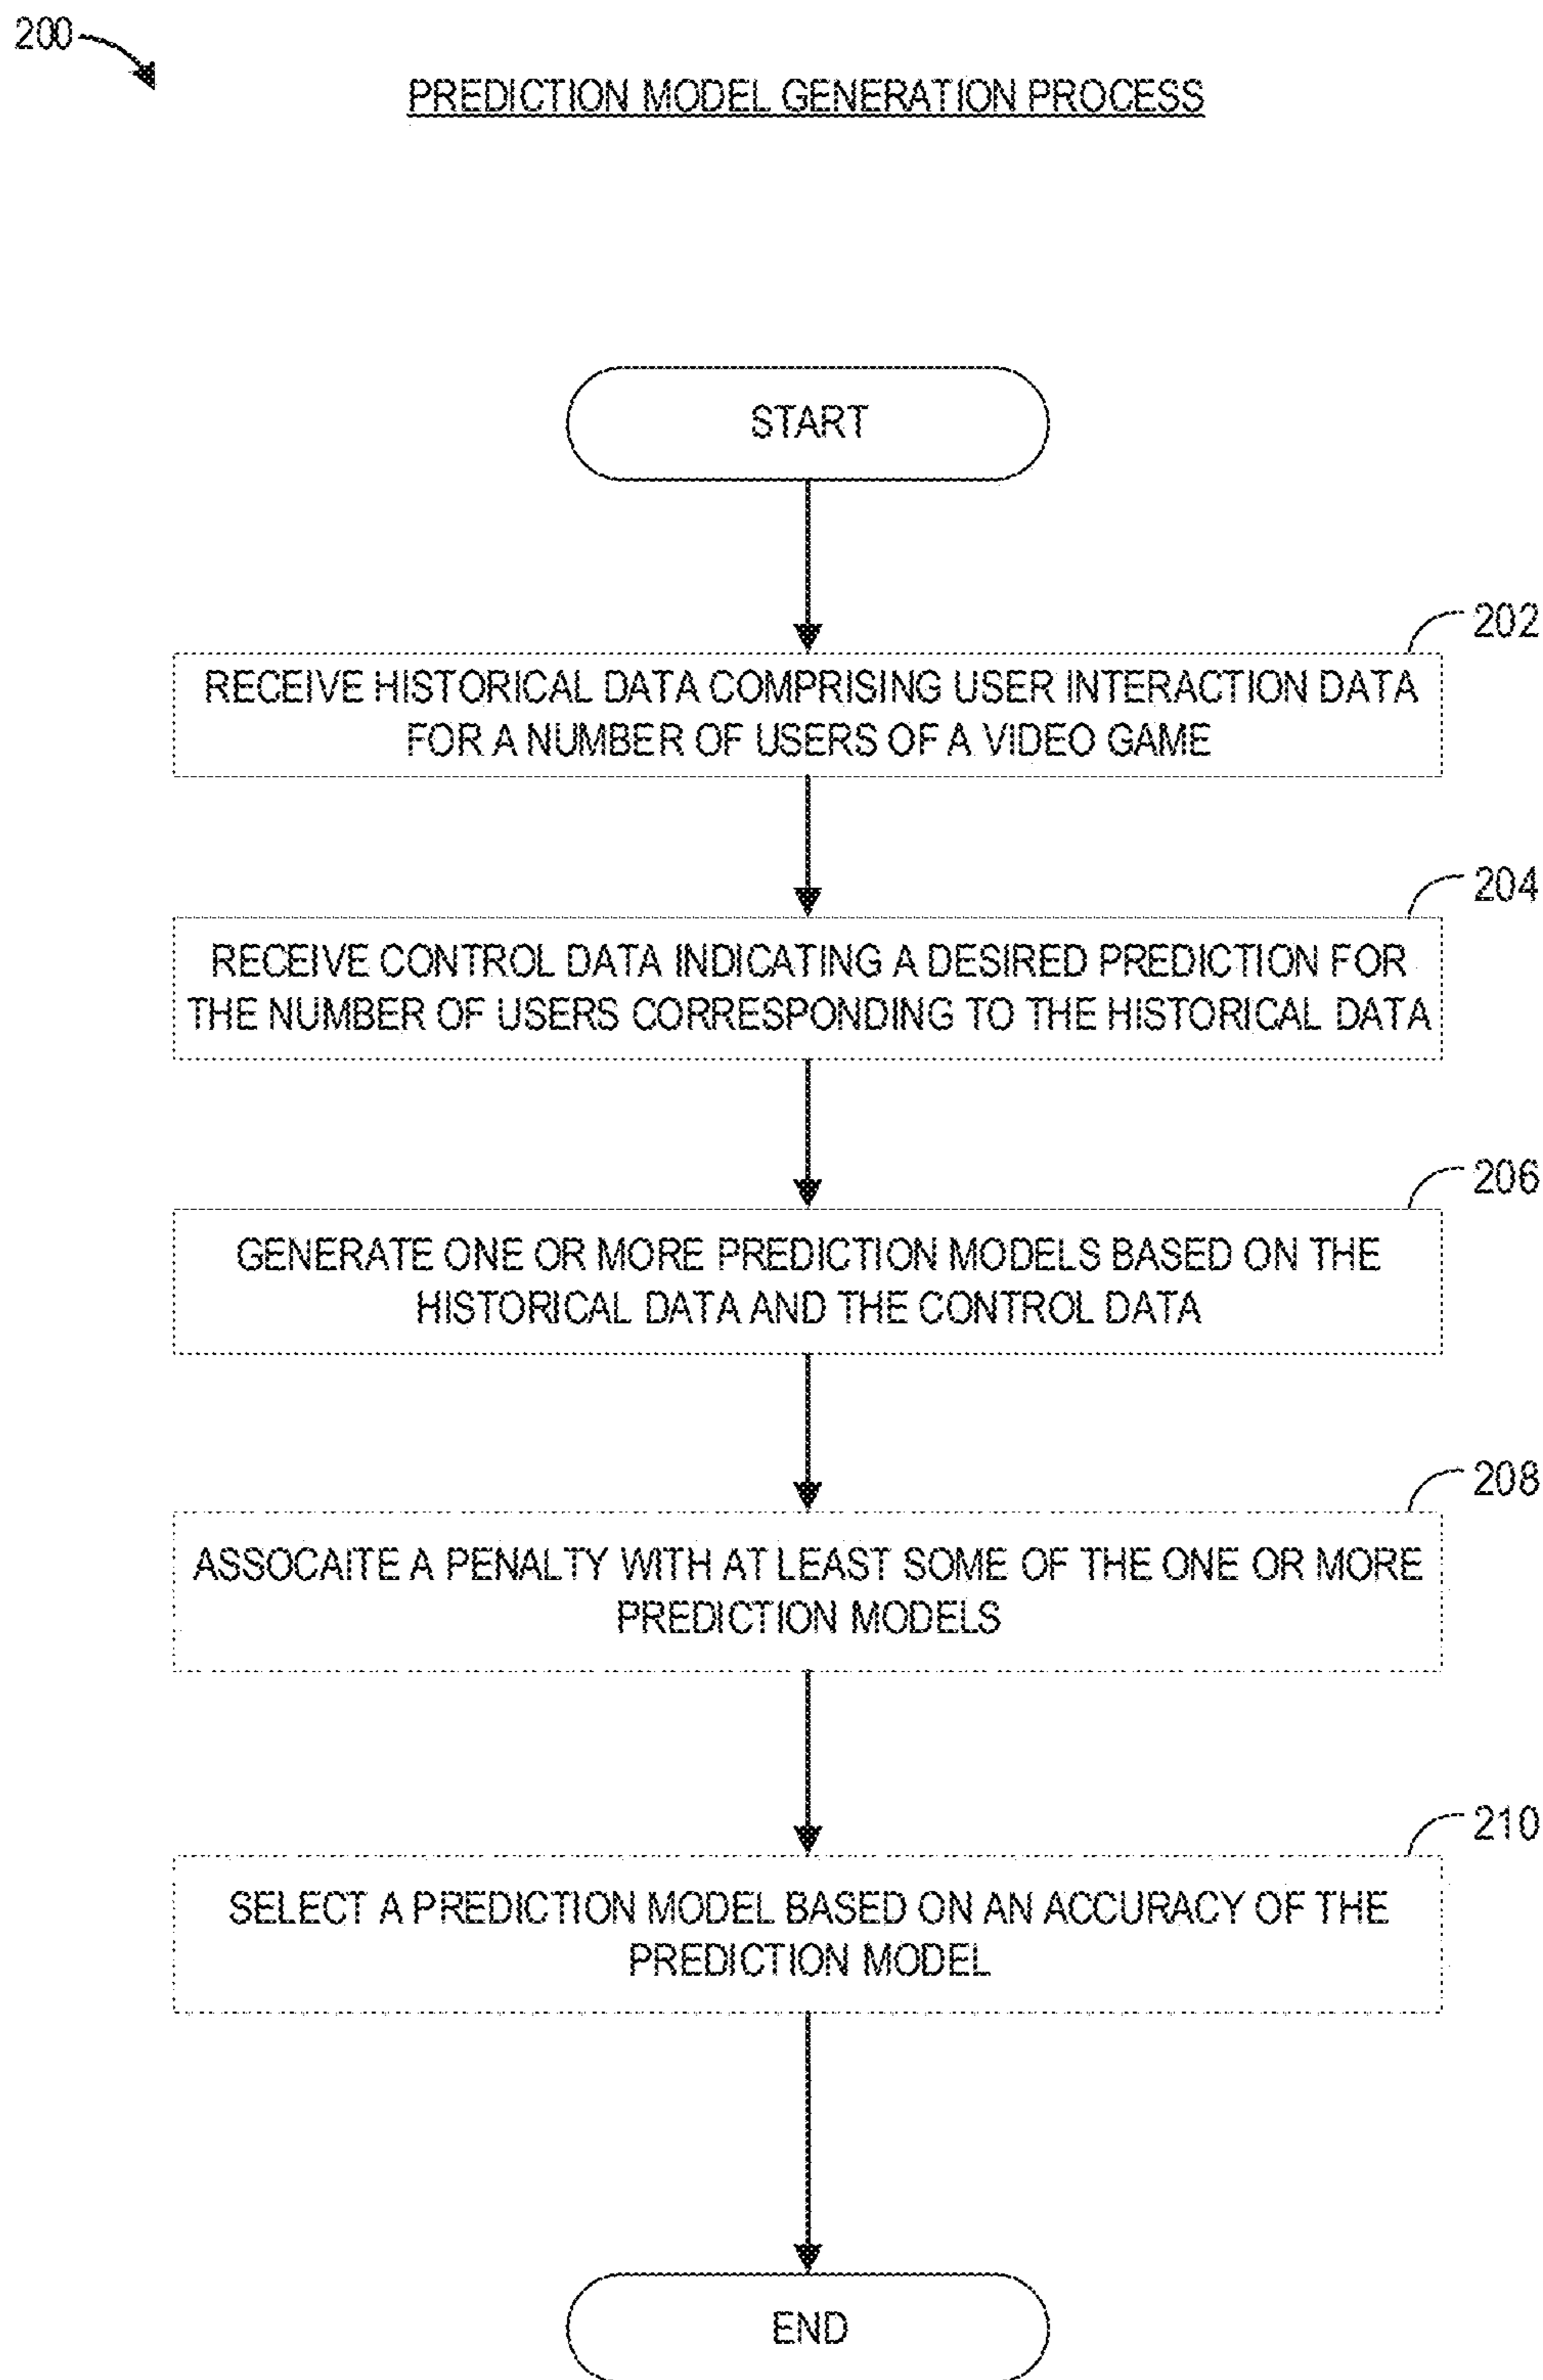 200
PREDICTION MODEL GENERATION PROCESS
START
202
RECEIVE HISTORICAL DATA COMPRISING USER INTERACTION DATA
FOR A NUMBER OF USERS OF A VIDEO GAME
204
RECEIVE CONTROL DATA INDICATING A DESIRED PREDICTION FOR
THE NUMBER OF USERS CORRESPONDING TO THE HISTORICAL DATA
206
GENERATE ONE OR MORE PREDICTION MODELS BASED ON THE
HISTORICAL DATA AND THE CONTROL DATA
208
ASSOCAITE A PENALTY WITH AT LEAST SOME OF THE ONE OR MORE
PREDICTION MODELS
210
SELECT A PREDICTION MODEL BASED ON AN ACCURACY OF THE
PREDICTION MODEL
END